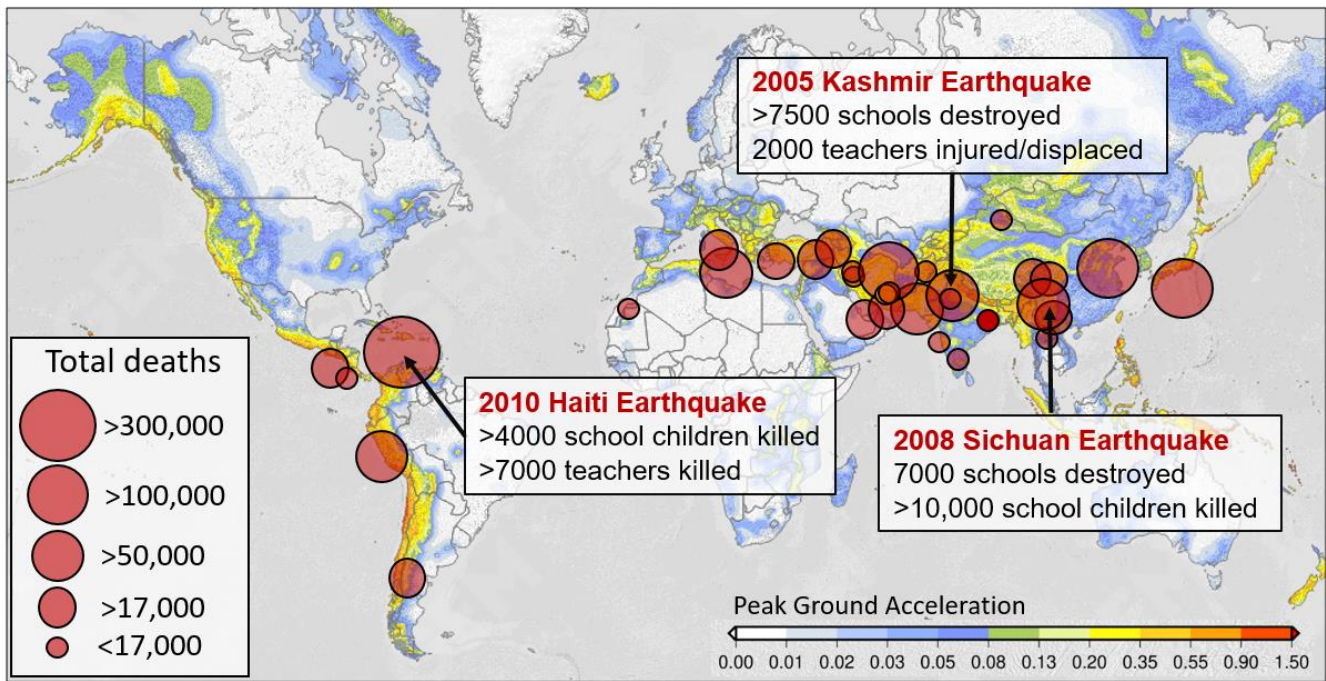 2005 Kashmir Earthquake
>7500 schools destroyed
2000 teachers injured/displaced
Total deaths
>300,000
>100,000
>50,000
>17,000
<17,000
2010 Haiti Earthquake
>4000 school children killed
>7000 teachers killed
2008 Sichuan Earthquake
7000 schools destroyed
>10,000 school children killed
Peak Ground Acceleration
0.00 0.01 0.02 0.03 0.05 0.08 0.13 0.20 0.35 0.55 0.90 1.50